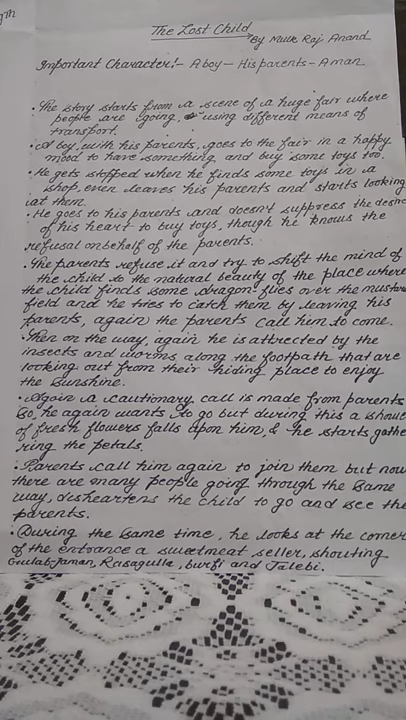 The Lost Child
By Mulk Raj Anand
Important Character:- A boy - His parents - A man
• The story starts from a scene of a huge fair where
people are going, using different means of
transport.
• A boy, with his parents, goes to the fair in a happy
mood to have something and buy some toys too.
• He gets stopped when he finds some toys in a
shop, even leaves his parents and starts looking
at them.
• He goes to his parents and doesn't suppress the desire
of his heart to buy toys, though he knows the
refusal onbehalf of the parents.
• The parents refuse it and try to shift the mind of
the child to the natural beauty of the place where
the child finds some dragon flies over the mustar
field and he tries to catch them by leaving his
parents, again the parents call him to come.
• Then on the way, again he is attrected by the
insects and worms along the footpath that are
looking out from their hiding place to enjoy
the Sunshine.
• Again a cautionary call is made from parents
So, he again wants to go but during this a showe
of fresh flowers falls upon him, & he starts gathe
ring the petals.
• Parents call him again to join them but now
there are many people going through the same
way, disheartens the child to go and see the
parents.
• During the same time, he looks at the corner
of the entrance a sweetmeat seller, shouting
Gulab-Jaman, Rasagulla, burfi and Jalebi.